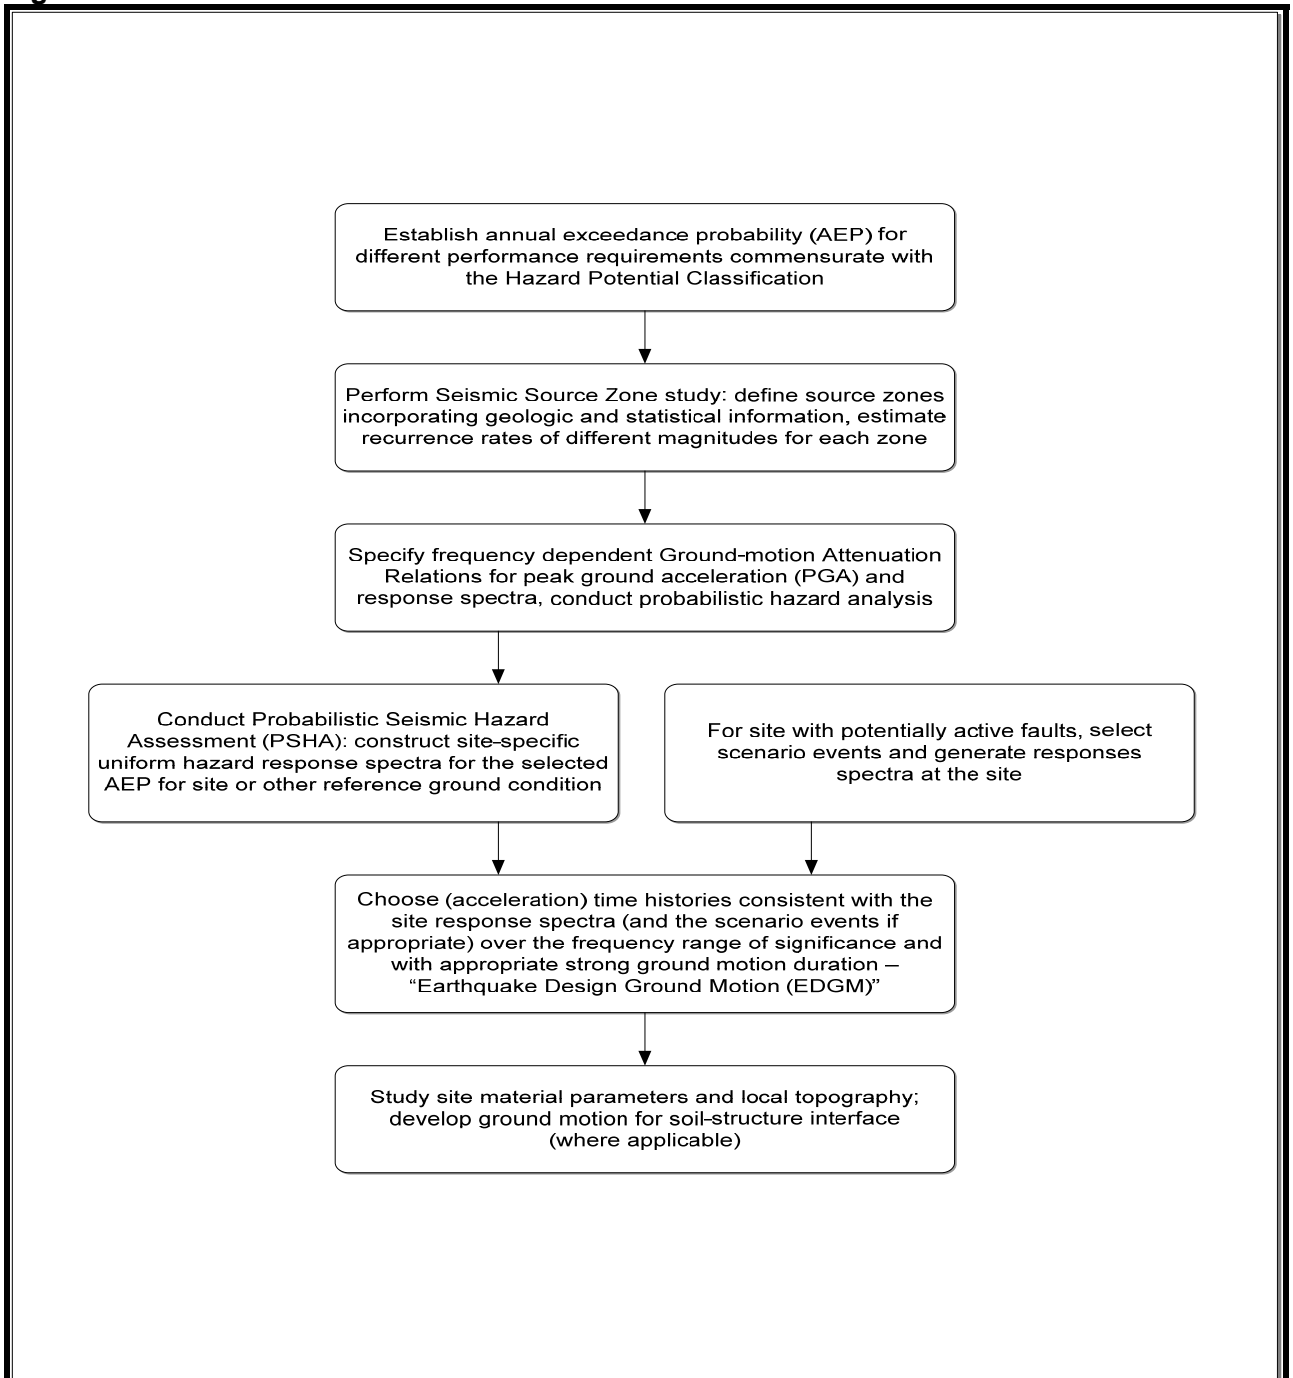 Establish annual exceedance probability (AEP) for
different performance requirements commensurate with
the Hazard Potential Classification
Perform Seismic Source Zone study: define source zones
incorporating geologic and statistical information, estimate
recurrence rates of different magnitudes for each zone
Specify frequency dependent Ground-motion Attenuation
Relations for peak ground acceleration (PGA) and
response spectra, conduct probabilistic hazard analysis
Conduct Probabilistic Seismic Hazard
Assessment (PSHA): construct site-specific
uniform hazard response spectra for the selected
AEP for site or other reference ground condition
For site with potentially active faults, select
scenario events and generate responses
spectra at the site
Choose (acceleration) time histories consistent with the
site response spectra (and the scenario events if
appropriate) over the frequency range of significance and
with appropriate strong ground motion duration –
“Earthquake Design Ground Motion (EDGM)”
Study site material parameters and local topography;
develop ground motion for soil-structure interface
(where applicable)